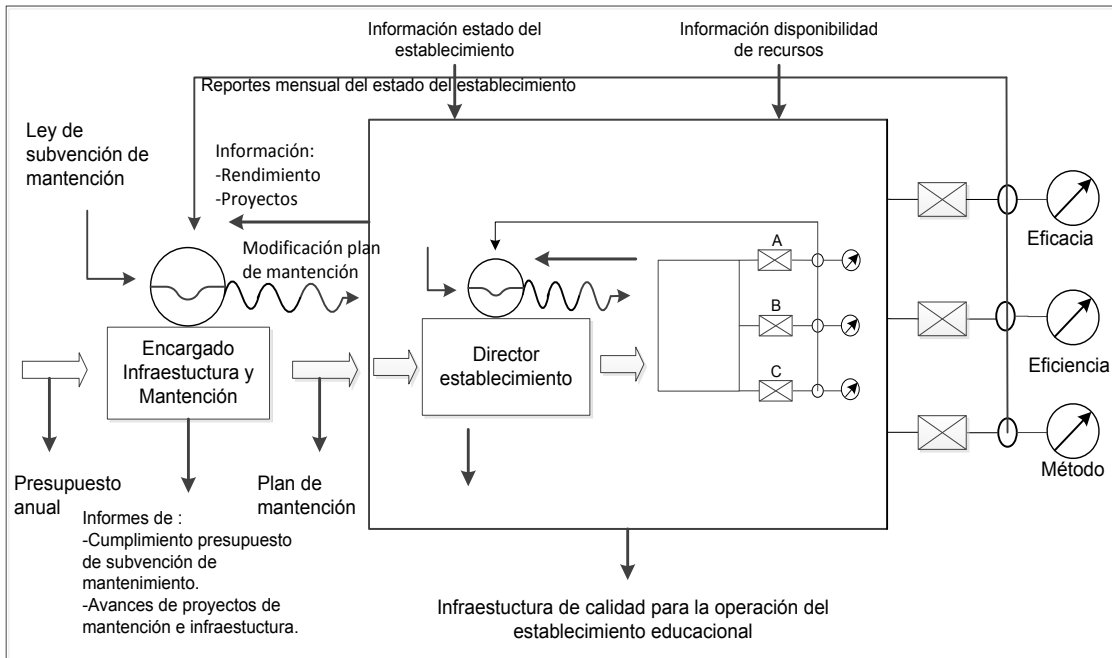 Información estado del
establecimiento
Información disponibilidad
de recursos
Reportes mensual del estado del establecimiento
Ley de
subvención de
mantención
Información:
-Rendimiento
-Proyectos
Modificación plan
de mantención
Encargado
Infraestuctura y
Mantención
Director
establecimiento
A
B
C
Eficacia
Eficiencia
Método
Presupuesto
anual
Plan de
mantención
Informes de :
-Cumplimiento presupuesto
de subvención de
mantenimiento.
-Avances de proyectos de
mantención e infraestuctura.
Infraestuctura de calidad para la operación del
establecimiento educacional